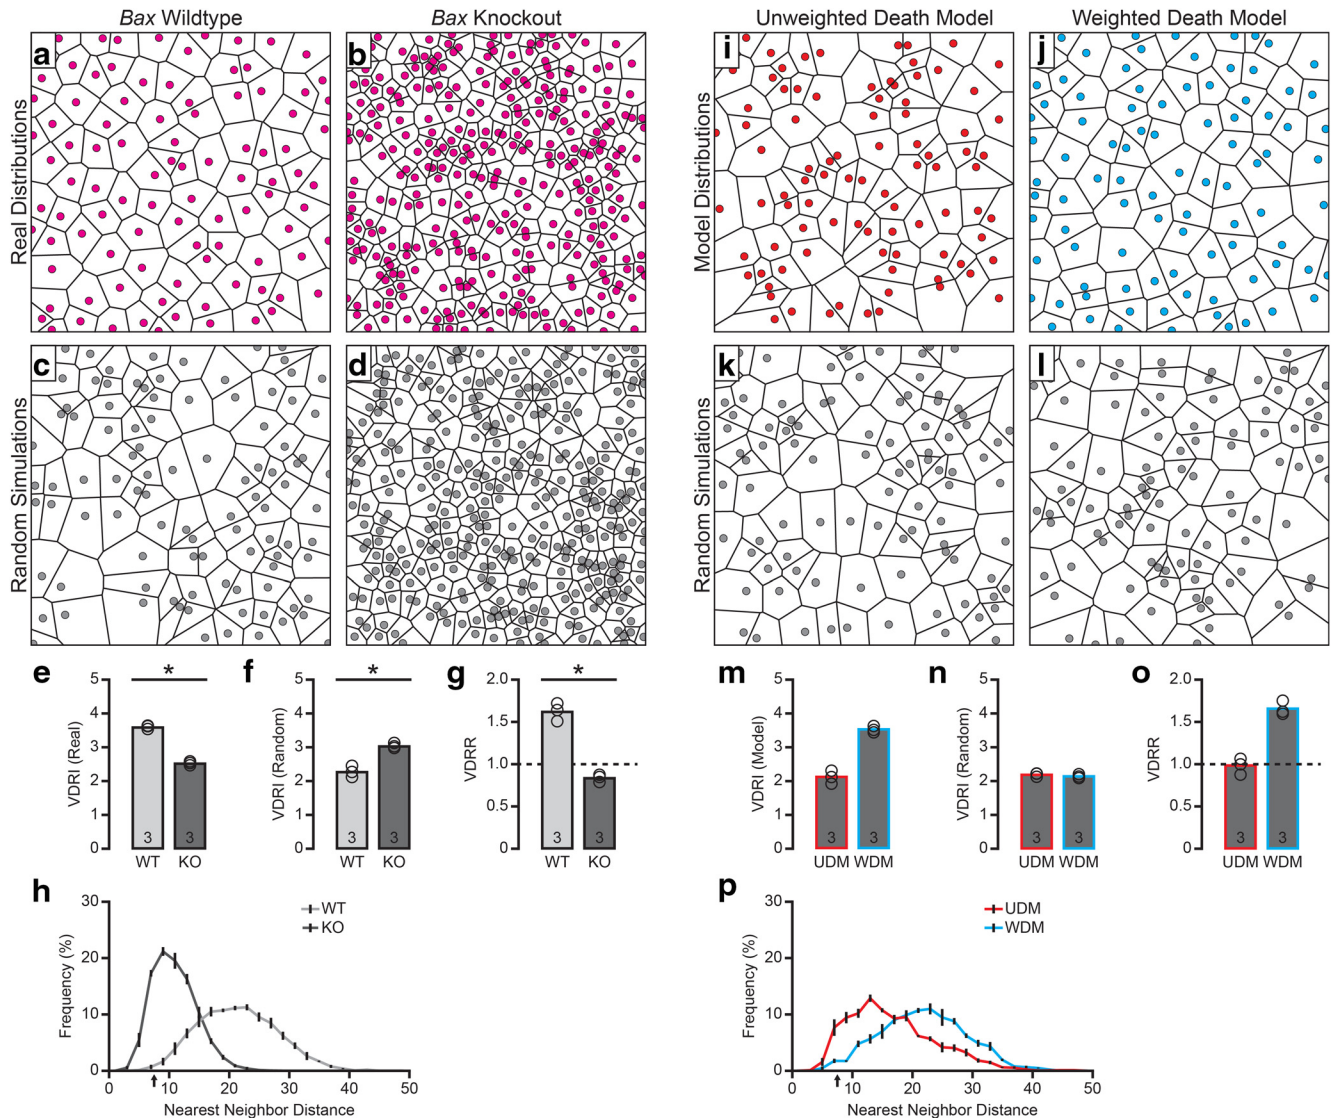 Bax Wildtype
Bax Knockout
Unweighted Death Model
Weighted Death Model
Real Distributions
a
b
Model Distributions
i
j
Random Simulations
c
d
Random Simulations
k
l
e
VDRI (Real)
5
4
3
2
1
0
*
3
3
WT KO
f
VDRI (Random)
5
4
3
2
1
0
*
3
3
WT KO
g
VDRR
2.0
1.5
1.0
0.5
0
*
3
3
WT KO
m
VDRI (Model)
5
4
3
2
1
0
3
3
UDM WDM
n
VDRI (Random)
5
4
3
2
1
0
3
3
UDM WDM
o
VDRR
2.0
1.5
1.0
0.5
0
3
3
UDM WDM
h
Frequency (%)
30
20
10
0
WT
KO
0 10 20 30 40 50
Nearest Neighbor Distance
p
Frequency (%)
30
20
10
0
UDM
WDM
0 10 20 30 40 50
Nearest Neighbor Distance